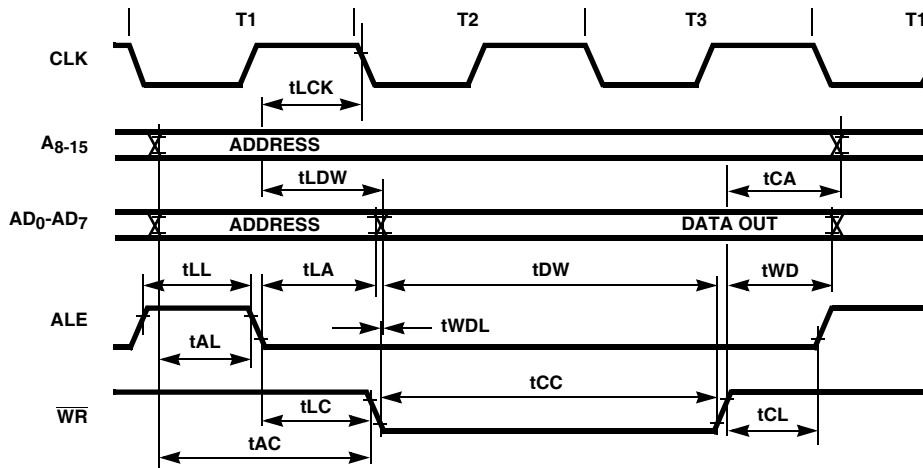 T1 T2 T3 T1
CLK
tLCK
A8-15 ADDRESS
tLDW tCA
AD0-AD7 ADDRESS DATA OUT
tLL tLA tDW tWD
ALE tWDL
tAL
tCC
WR tLC tCL
tAC